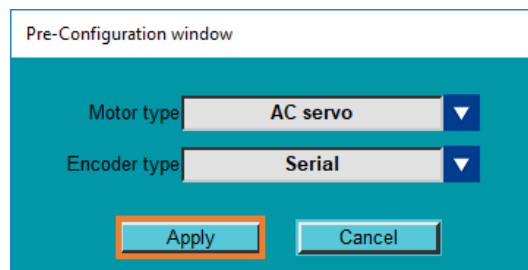 Pre-Configuration window
Motor type AC servo
Encoder type Serial
Apply Cancel